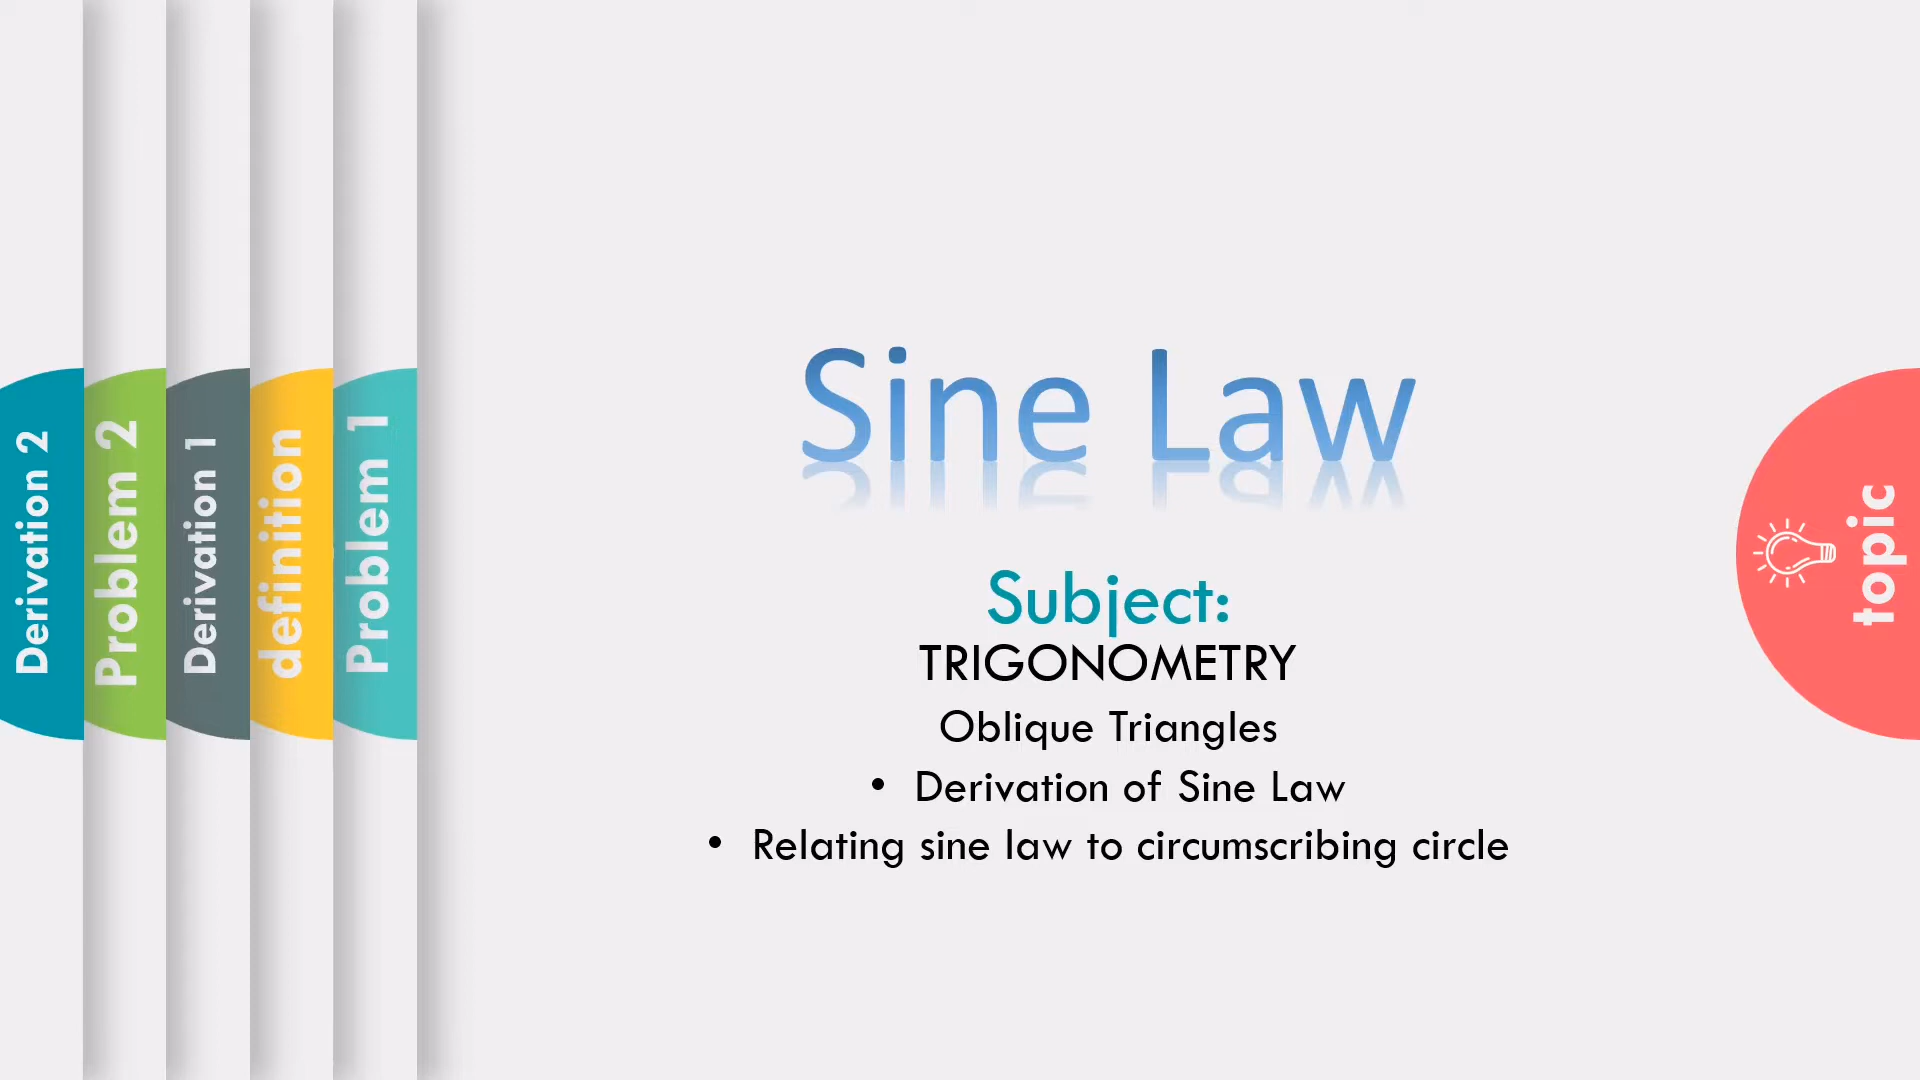 Derivation 2
Problem 2
Derivation 1
definition
Problem 1
Sine Law
Subject:
TRIGONOMETRY
Oblique Triangles
• Derivation of Sine Law
• Relating sine law to circumscribing circle
topic